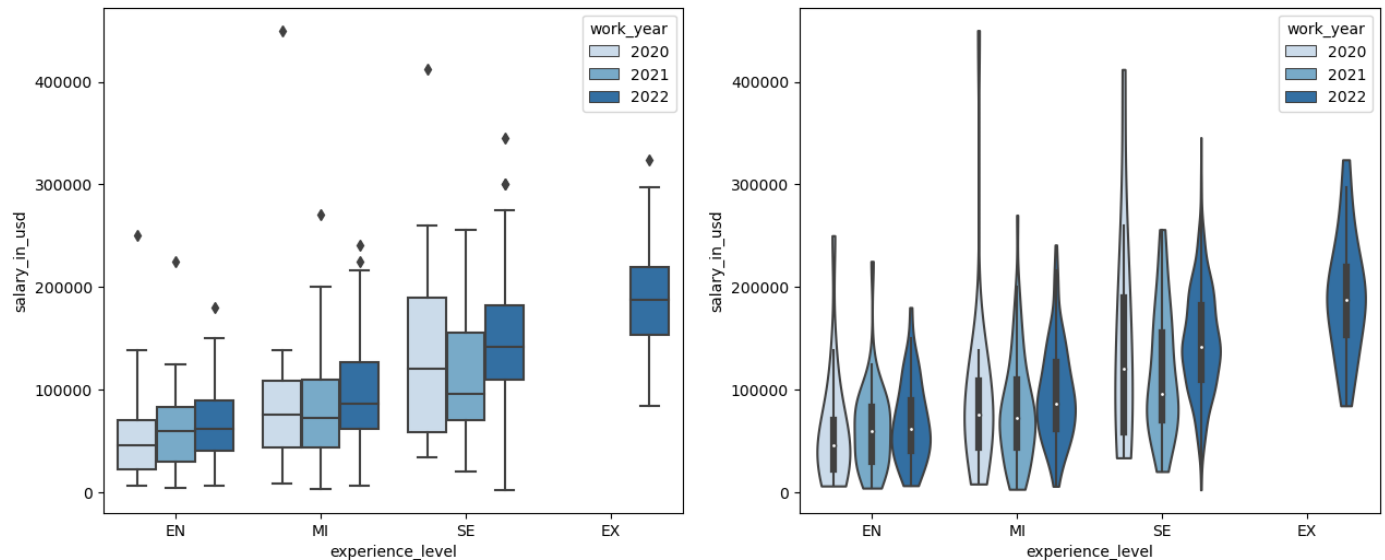 400000
300000
200000
100000
0
salary_in_usd
EN
MI
SE
EX
experience_level
work_year
2020
2021
2022
400000
300000
200000
100000
0
salary_in_usd
EN
MI
SE
EX
experience_level
work_year
2020
2021
2022